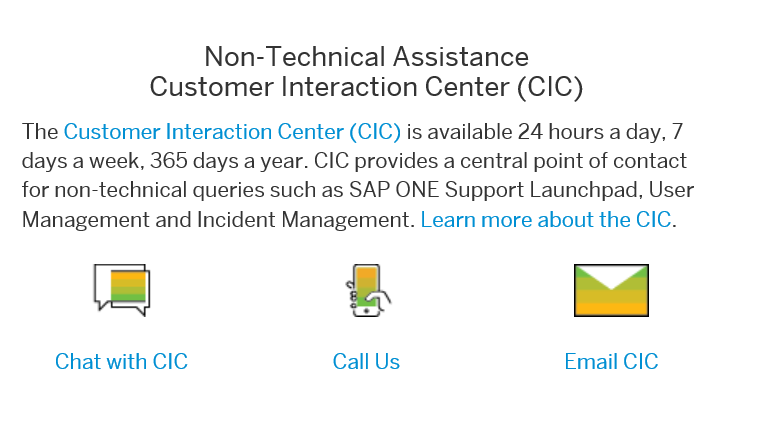 Non-Technical Assistance
Customer Interaction Center (CIC)
The Customer Interaction Center (CIC) is available 24 hours a day, 7
days a week, 365 days a year. CIC provides a central point of contact
for non-technical queries such as SAP ONE Support Launchpad, User
Management and Incident Management. Learn more about the CIC.
Chat with CIC
Call Us
Email CIC